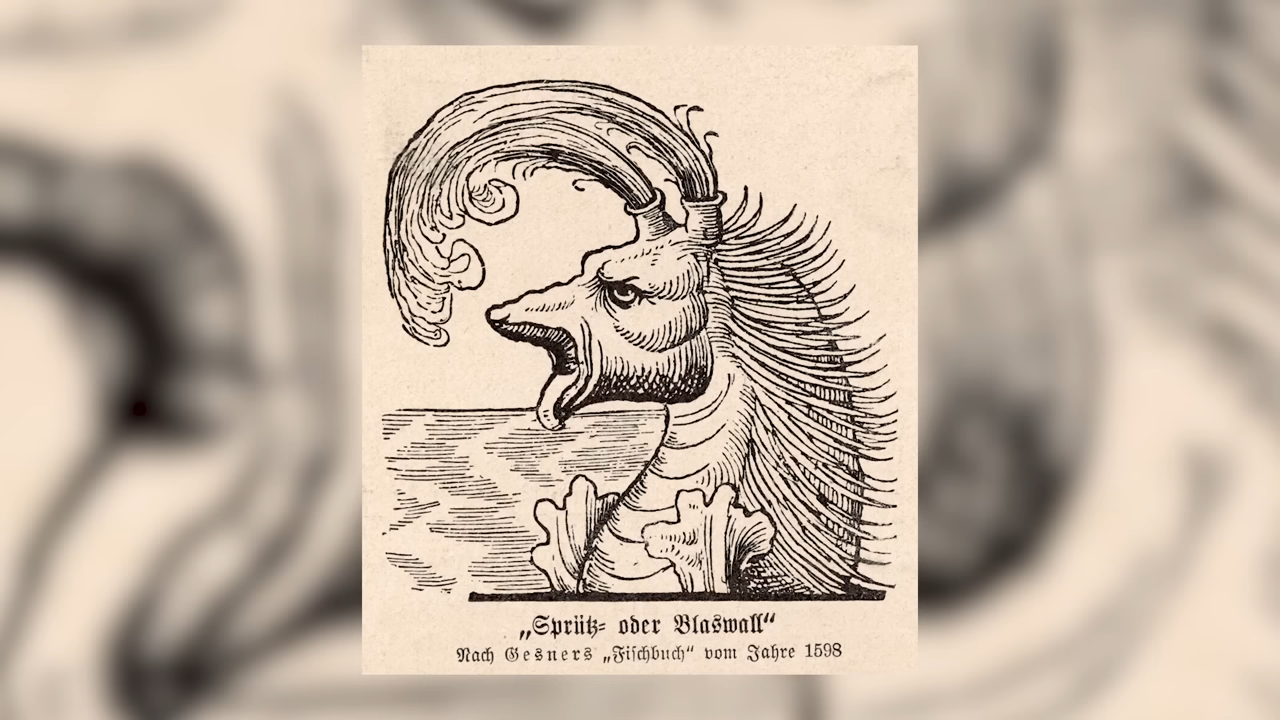 „Sprütz- oder Blaswall“
Nach Gesners „Fischbuch“ vom Jahre 1598